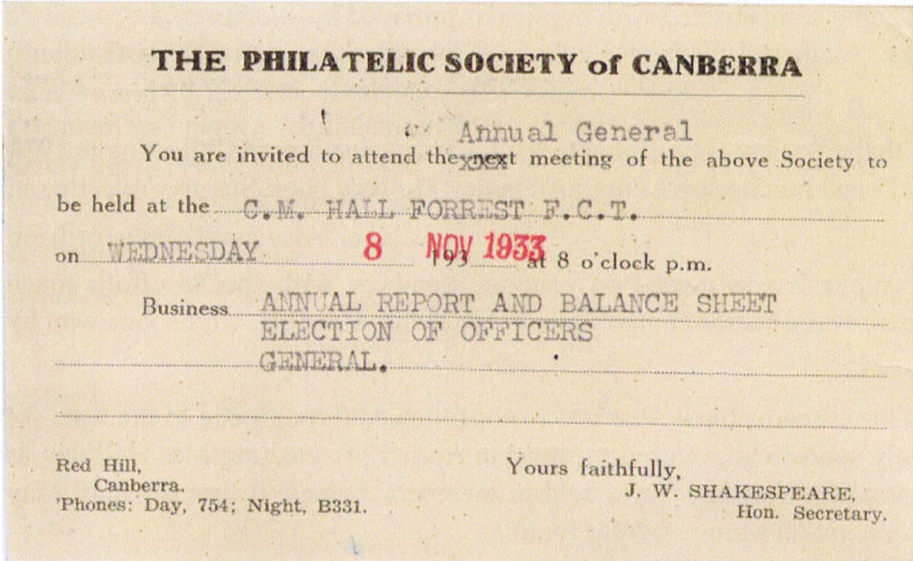 THE PHILATELIC SOCIETY of CANBERRA
Annual General
You are invited to attend the xnext meeting of the above Society to
be held at the C.M. HALL FORREST F.C.T.
on WEDNESDAY 8 NOV 1933 193 at 8 o'clock p.m.
Business ANNUAL REPORT AND BALANCE SHEET
ELECTION OF OFFICERS
GENERAL.
Red Hill,
Canberra.
'Phones: Day, 754; Night, B331.
Yours faithfully,
J. W. SHAKESPEARE,
Hon. Secretary.